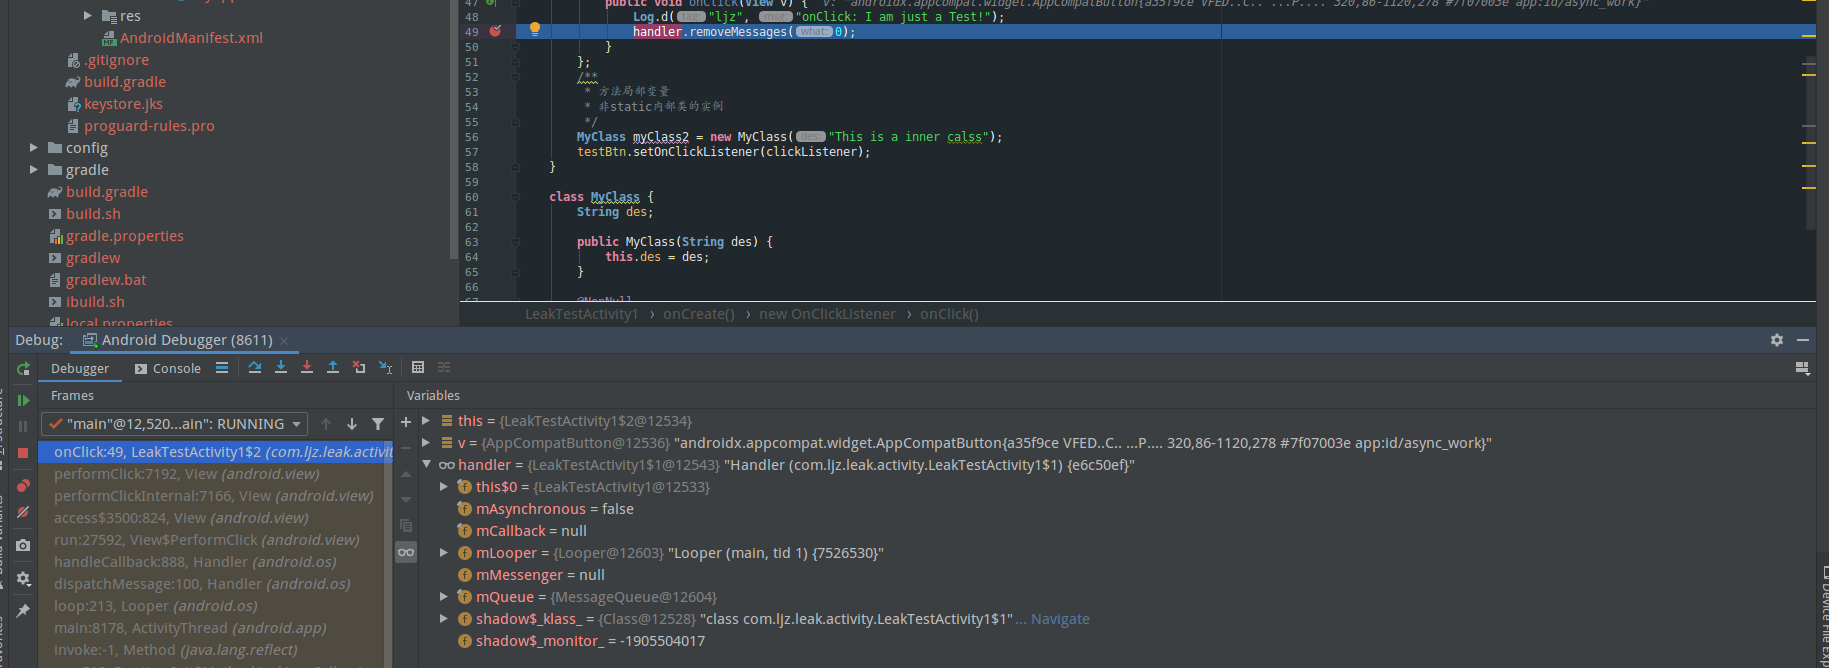 res
AndroidManifest.xml
.gitignore
build.gradle
keystore.jks
proguard-rules.pro
config
gradle
build.gradle
build.sh
gradle.properties
gradlew
gradlew.bat
ibuild.sh
local.properties
47 public void onClick(View v) { v: "androidx.appcompat.widget.AppCompatButton{a35f9ce VFED..C.. ...P.... 320,86-1120,278 #7f07003e app:id/async_work}"
48 Log.d( tag: "ljz", msg: "onClick: I am just a Test!");
49 handler.removeMessages( what: 0);
50 }
51 };
52 /**
53 * 方法局部变量
54 * 非static内部类的实例
55 */
56 MyClass myClass2 = new MyClass( des: "This is a inner calss");
57 testBtn.setOnClickListener(clickListener);
58 }
59
60 class MyClass {
61 String des;
62
63 public MyClass(String des) {
64 this.des = des;
65 }
66
67 @NonNull
LeakTestActivity1 › onCreate() › new OnClickListener › onClick()
Debug: Android Debugger (8611) ×
Debugger Console
Frames
"main"@12,520...ain": RUNNING
onClick:49, LeakTestActivity1$2 (com.ljz.leak.activit
performClick:7192, View (android.view)
performClickInternal:7166, View (android.view)
access$3500:824, View (android.view)
run:27592, View$PerformClick (android.view)
handleCallback:888, Handler (android.os)
dispatchMessage:100, Handler (android.os)
loop:213, Looper (android.os)
main:8178, ActivityThread (android.app)
invoke:-1, Method (java.lang.reflect)
Variables
this = {LeakTestActivity1$2@12534}
v = {AppCompatButton@12536} "androidx.appcompat.widget.AppCompatButton{a35f9ce VFED..C.. ...P.... 320,86-1120,278 #7f07003e app:id/async_work}"
handler = {LeakTestActivity1$1@12543} "Handler (com.ljz.leak.activity.LeakTestActivity1$1) {e6c50ef}"
this$0 = {LeakTestActivity1@12533}
mAsynchronous = false
mCallback = null
mLooper = {Looper@12603} "Looper (main, tid 1) {7526530}"
mMessenger = null
mQueue = {MessageQueue@12604}
shadow$_klass_ = {Class@12528} "class com.ljz.leak.activity.LeakTestActivity1$1"... Navigate
shadow$_monitor_ = -1905504017
Device File Exp